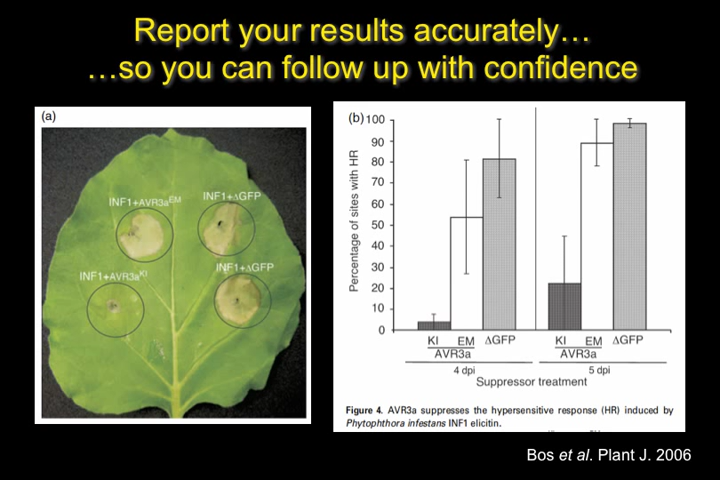 Report your results accurately…
…so you can follow up with confidence
(a)
INF1+AVR3aEM
INF1+ΔGFP
INF1+AVR3aKI
INF1+ΔGFP
(b)
Percentage of sites with HR
100
90
80
70
60
50
40
30
20
10
0
KI EM ΔGFP KI EM ΔGFP
AVR3a AVR3a
4 dpi 5 dpi
Suppressor treatment
Figure 4. AVR3a suppresses the hypersensitive response (HR) induced by
Phytophthora infestans INF1 elicitin.
Bos et al. Plant J. 2006